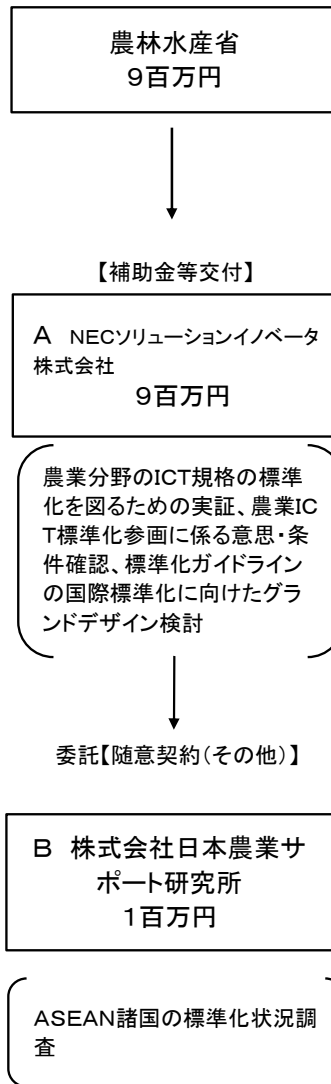 農林水産省
9百万円
【補助金等交付】
A　NECソリューションイノベータ
株式会社
9百万円
農業分野のICT規格の標準
化を図るための実証、農業IC
T標準化参画に係る意思・条
件確認、標準化ガイドライン
の国際標準化に向けたグラ
ンドデザイン検討
委託【随意契約（その他）】
B　株式会社日本農業サ
ポート研究所
1百万円
ASEAN諸国の標準化状況調
査